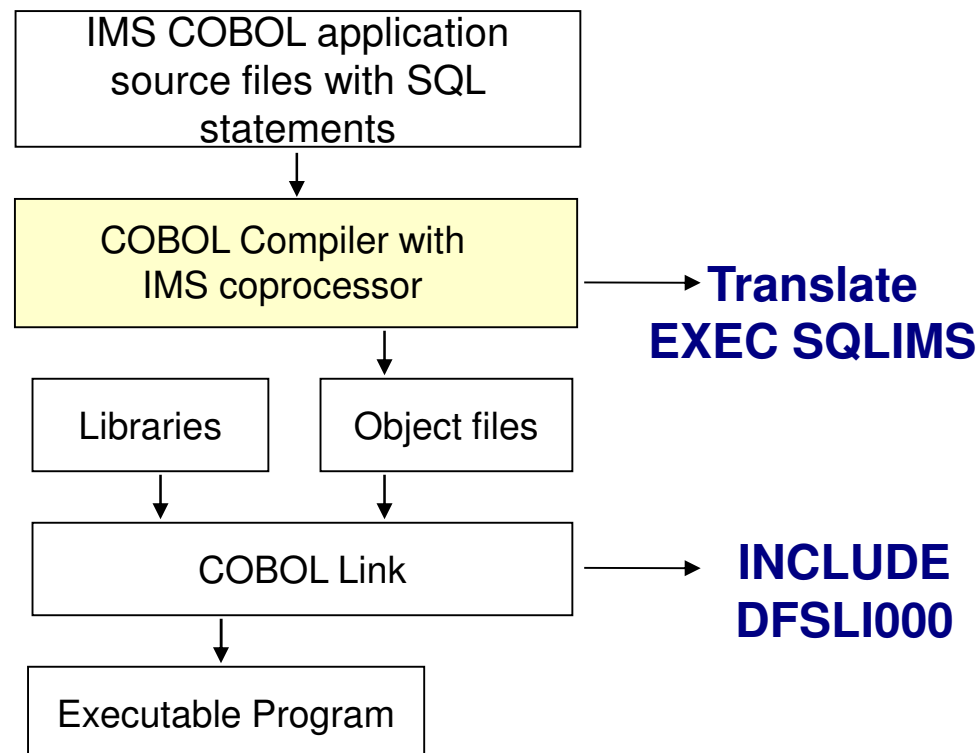 IMS COBOL application
source files with SQL
statements
COBOL Compiler with
IMS coprocessor
Translate
EXEC SQLIMS
Libraries
Object files
COBOL Link
INCLUDE
DFSLI000
Executable Program